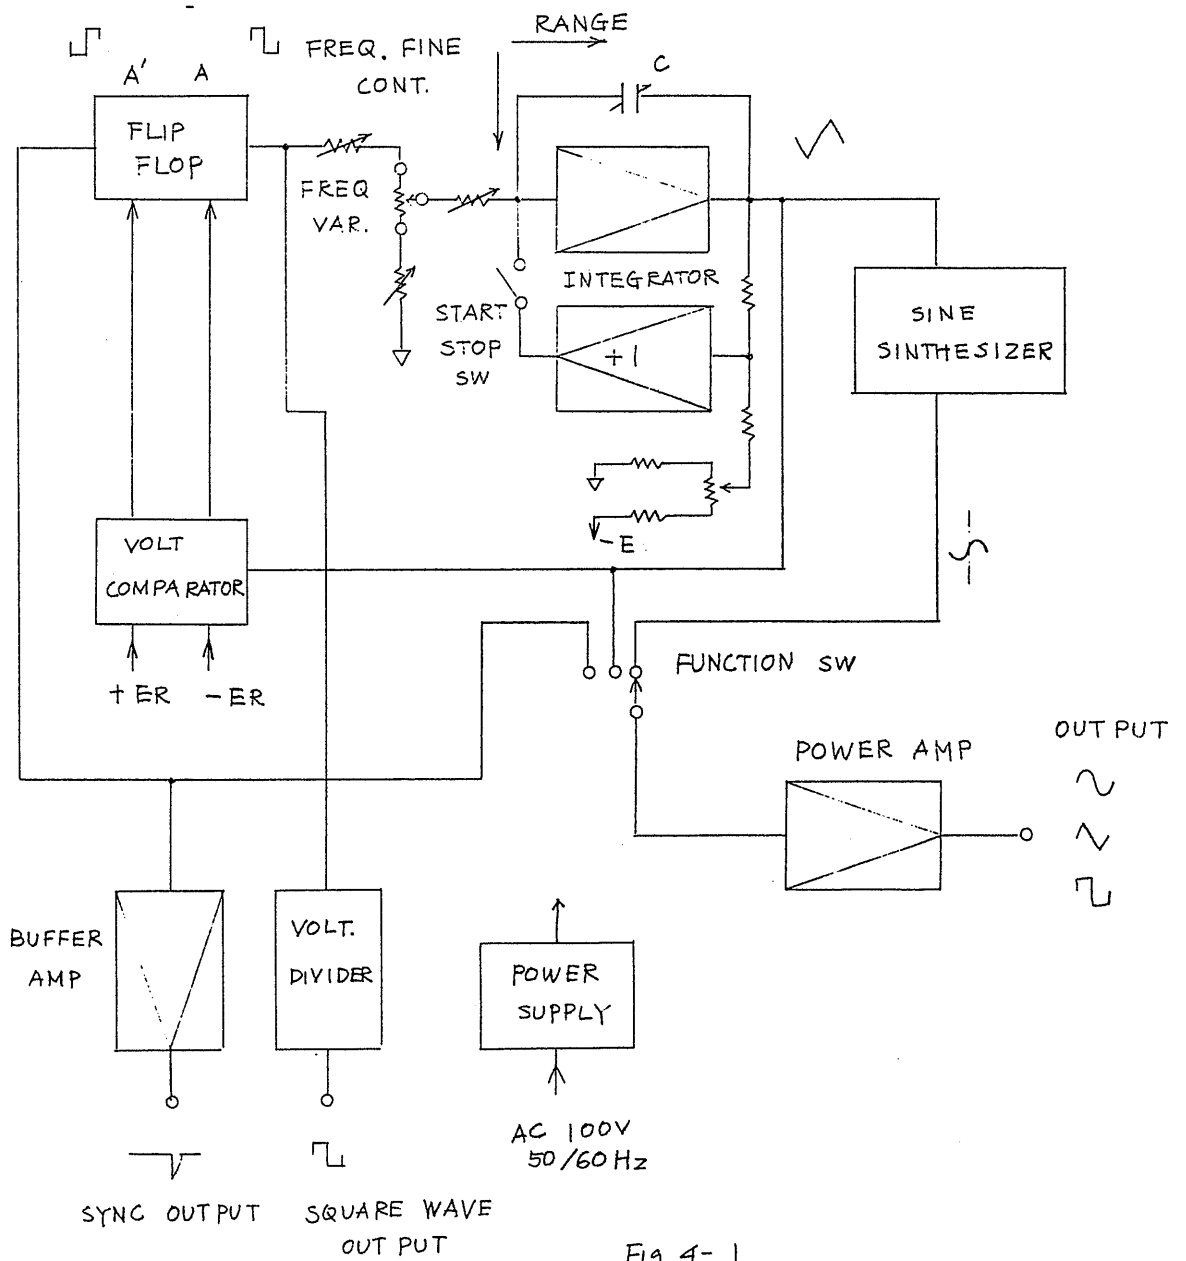 RANGE
FREQ. FINE
CONT.
A' A
C
FLIP
FLOP
FREQ
VAR.
INTEGRATOR
START
STOP
SW
+1
SINE
SINTHESIZER
-E
VOLT
COMPARATOR
+ER -ER
FUNCTION SW
POWER AMP
OUTPUT
BUFFER
AMP
VOLT.
DIVIDER
POWER
SUPPLY
AC 100V
50/60Hz
SYNC OUTPUT
SQUARE WAVE
OUTPUT
Fig 4-1